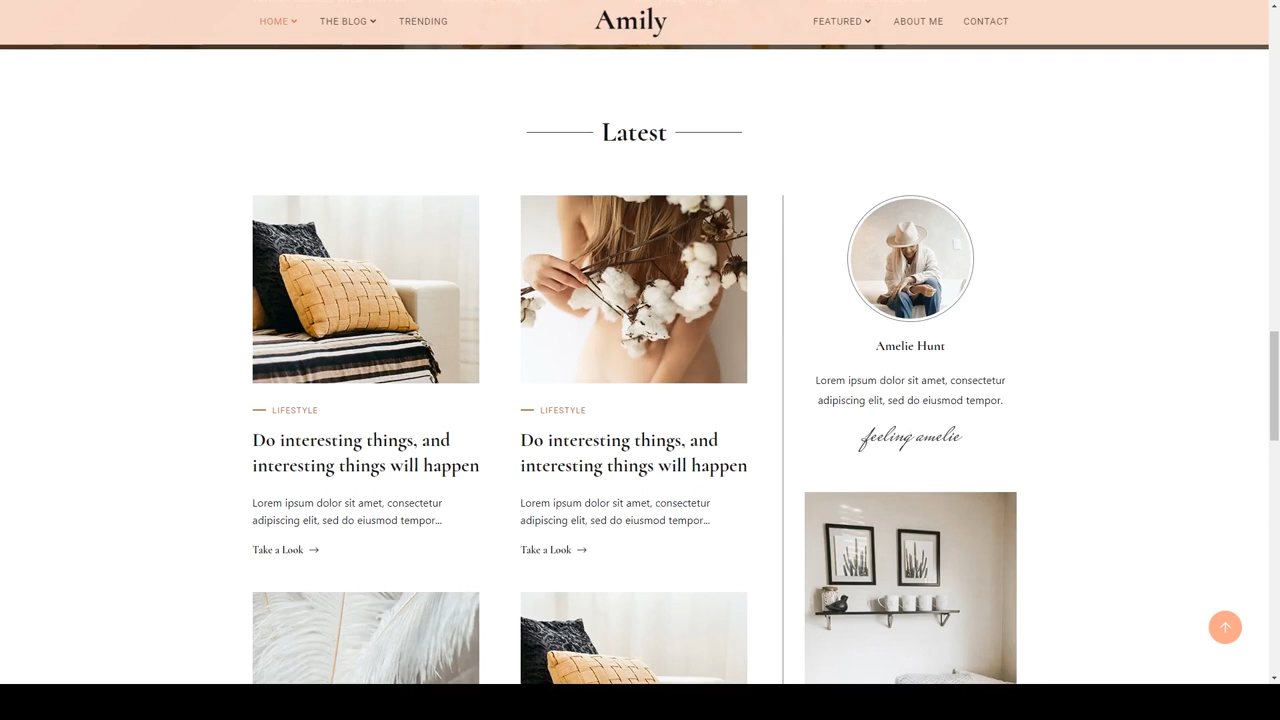 HOME
THE BLOG
TRENDING
Amily
FEATURED
ABOUT ME
CONTACT
Latest
LIFESTYLE
Do interesting things, and
interesting things will happen
Lorem ipsum dolor sit amet, consectetur
adipiscing elit, sed do eiusmod tempor...
Take a Look
LIFESTYLE
Do interesting things, and
interesting things will happen
Lorem ipsum dolor sit amet, consectetur
adipiscing elit, sed do eiusmod tempor...
Take a Look
Amelie Hunt
Lorem ipsum dolor sit amet, consectetur
adipiscing elit, sed do eiusmod tempor.
feeling amelie